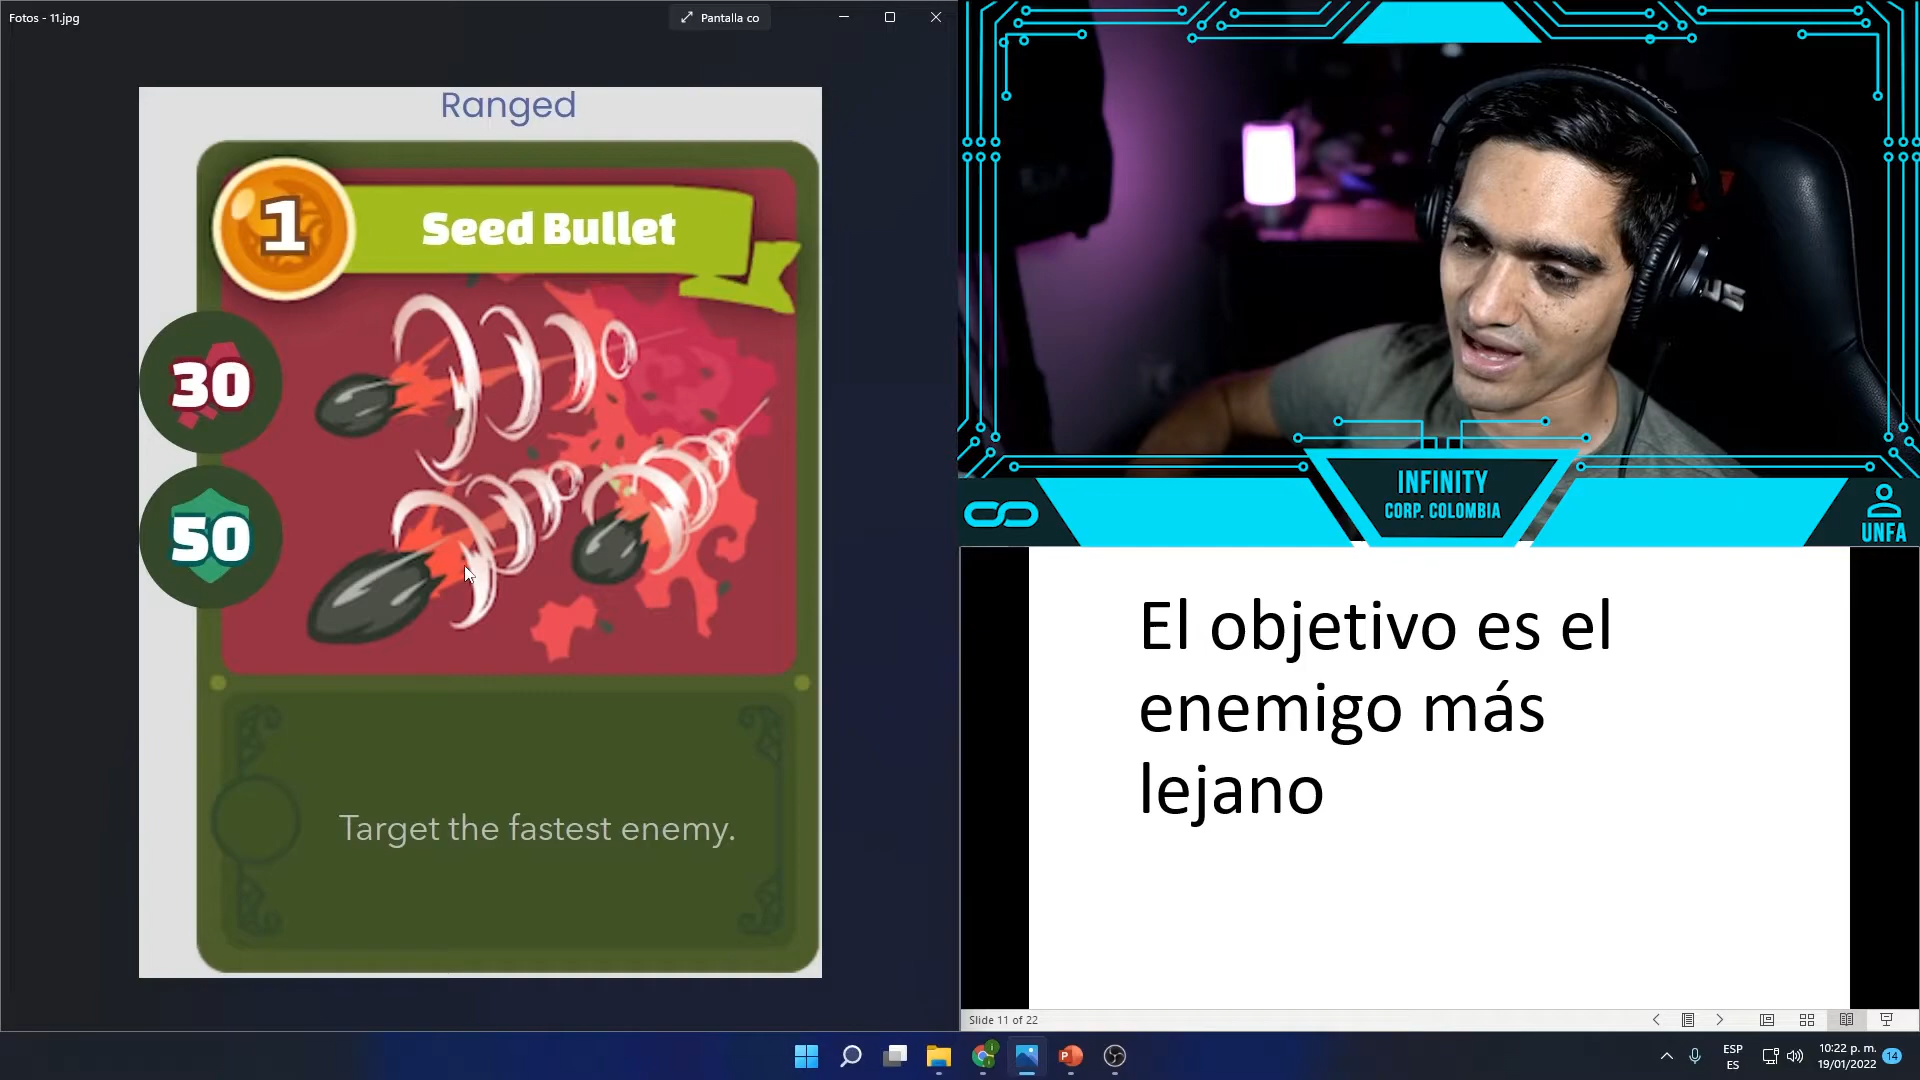 Fotos - 11.jpg
Pantalla co
Ranged
1
Seed Bullet
30
50
Target the fastest enemy.
INFINITY
CORP. COLOMBIA
UNFA
El objetivo es el
enemigo más
lejano
Slide 11 of 22
ESP
ES
10:22 p. m.
19/01/2022
14